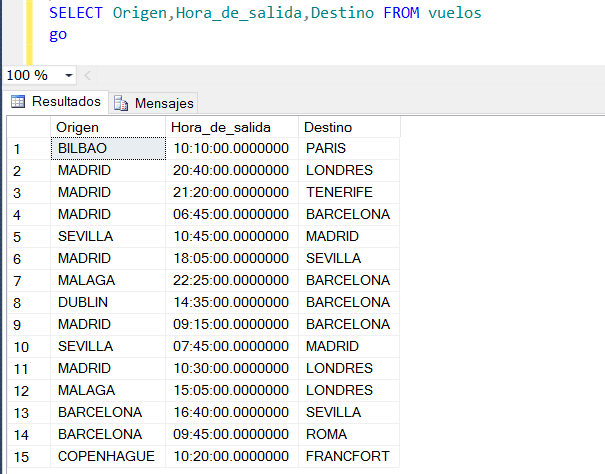 SELECT Origen,Hora_de_salida,Destino FROM vuelos
go
100 %
Resultados Mensajes
Origen Hora_de_salida Destino
1 BILBAO 10:10:00.0000000 PARIS
2 MADRID 20:40:00.0000000 LONDRES
3 MADRID 21:20:00.0000000 TENERIFE
4 MADRID 06:45:00.0000000 BARCELONA
5 SEVILLA 10:45:00.0000000 MADRID
6 MADRID 18:05:00.0000000 SEVILLA
7 MALAGA 22:25:00.0000000 BARCELONA
8 DUBLIN 14:35:00.0000000 BARCELONA
9 MADRID 09:15:00.0000000 BARCELONA
10 SEVILLA 07:45:00.0000000 MADRID
11 MADRID 10:30:00.0000000 LONDRES
12 MALAGA 15:05:00.0000000 LONDRES
13 BARCELONA 16:40:00.0000000 SEVILLA
14 BARCELONA 09:45:00.0000000 ROMA
15 COPENHAGUE 10:20:00.0000000 FRANCFORT